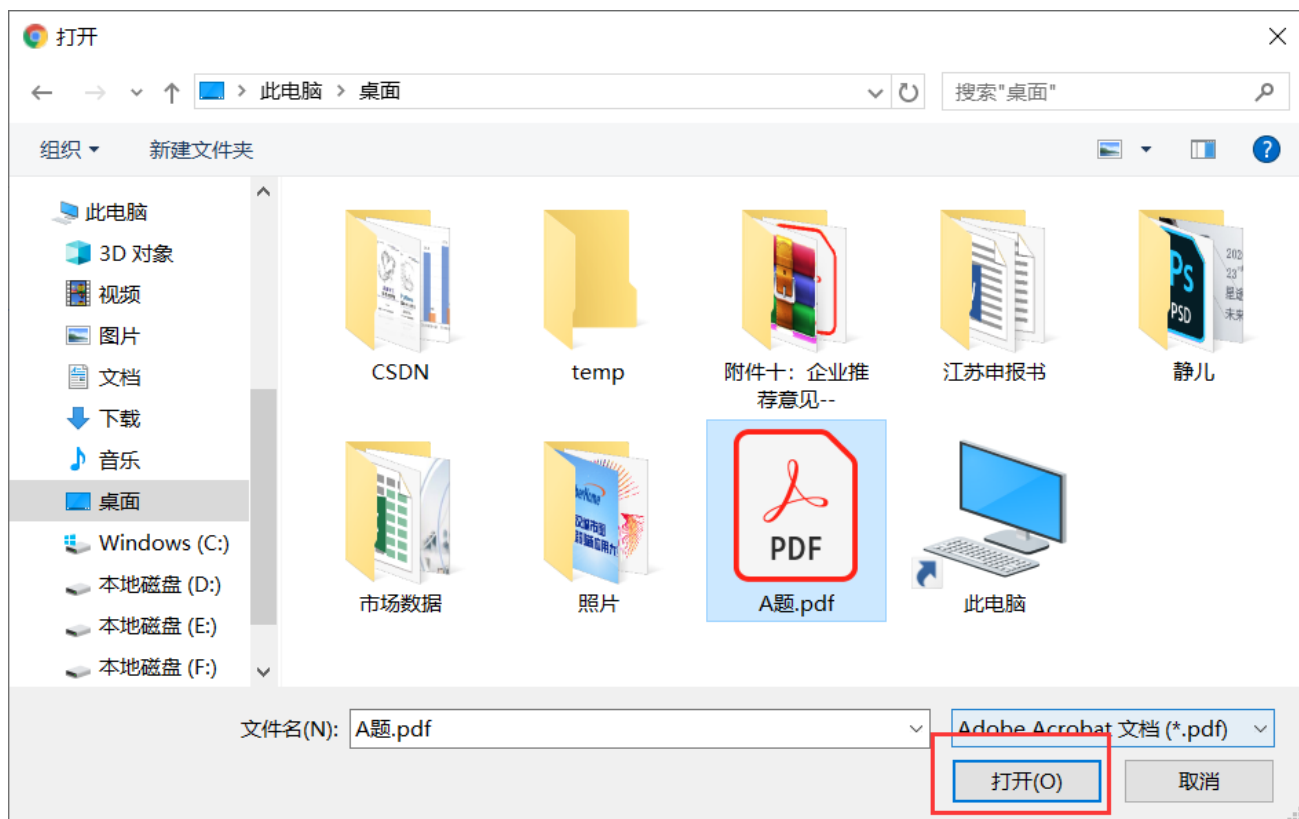 打开
此电脑 > 桌面
搜索"桌面"
组织
新建文件夹
此电脑
3D 对象
视频
图片
文档
下载
音乐
桌面
Windows (C:)
本地磁盘 (D:)
本地磁盘 (E:)
本地磁盘 (F:)
CSDN
temp
附件十：企业推
荐意见--
江苏申报书
Ps
PSD
静儿
市场数据
照片
PDF
A题.pdf
此电脑
文件名(N):
A题.pdf
Adobe Acrobat 文档 (*.pdf)
打开(O)
取消